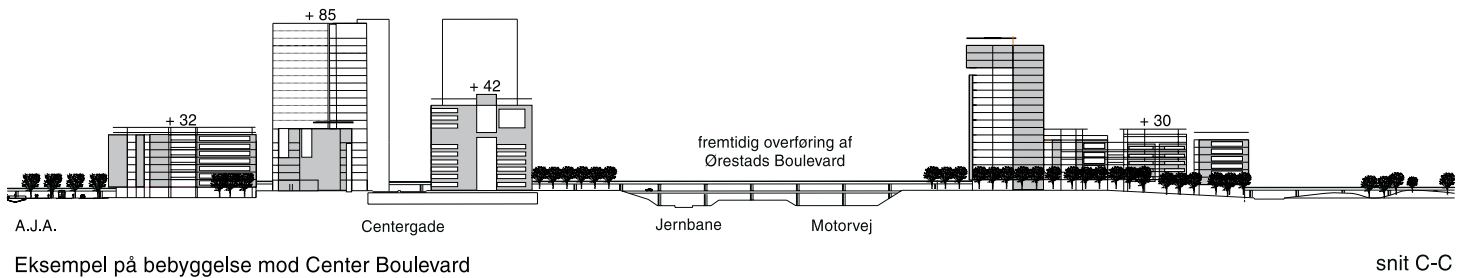 + 85
+ 42
+ 32
+ 30
fremtidig overføring af
Ørestads Boulevard
A.J.A.
Centergade
Jernbane
Motorvej
Eksempel på bebyggelse mod Center Boulevard
snit C-C